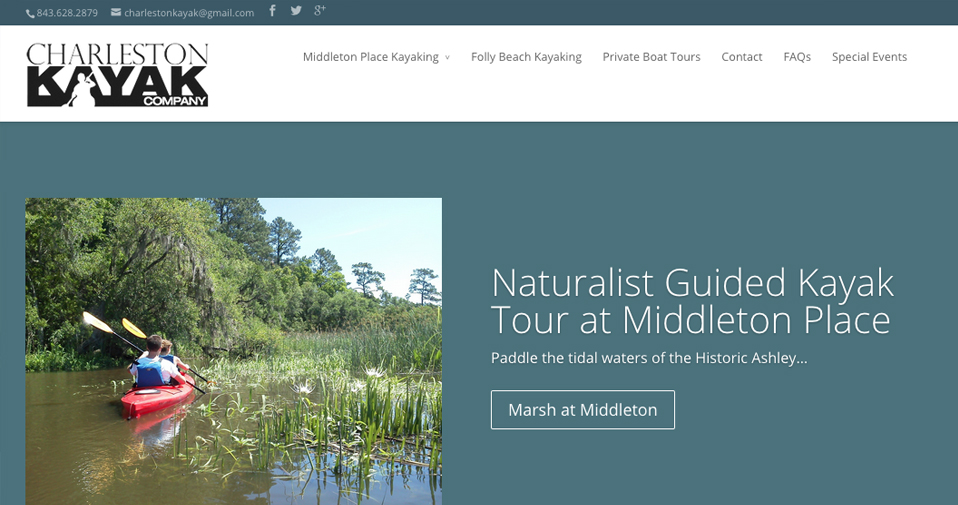 843.628.2879 charlestonkayak@gmail.com
CHARLESTON
KAYAK
COMPANY
Middleton Place Kayaking Folly Beach Kayaking Private Boat Tours Contact FAQs Special Events
Naturalist Guided Kayak
Tour at Middleton Place
Paddle the tidal waters of the Historic Ashley...
Marsh at Middleton